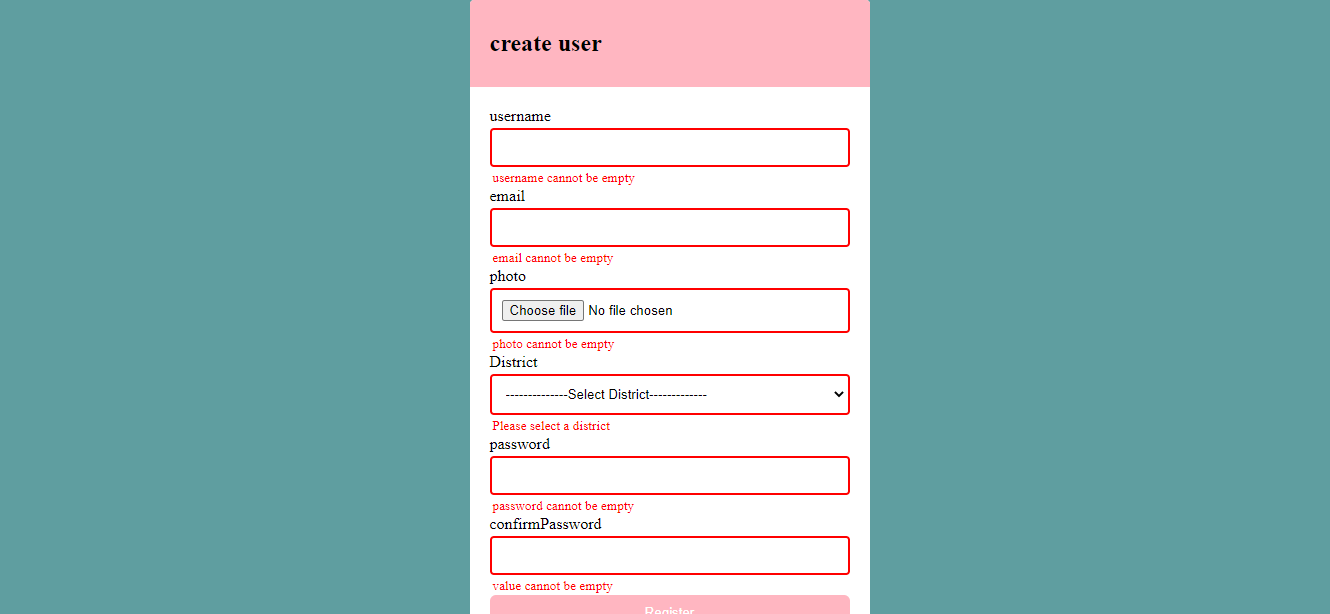 create user
username
username cannot be empty
email
email cannot be empty
photo
Choose file No file chosen
photo cannot be empty
District
--------------Select District-------------
Please select a district
password
password cannot be empty
confirmPassword
value cannot be empty
Register